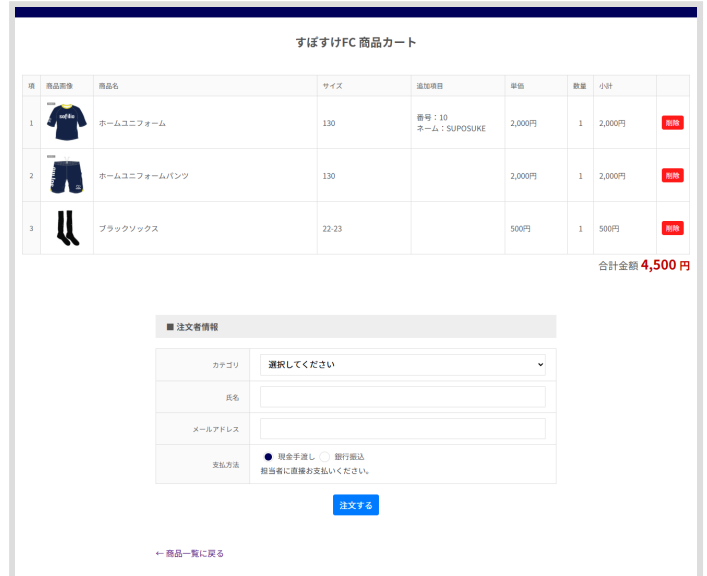 すぽすけFC 商品カート
項 商品画像 商品名 サイズ 追加項目 単価 数量 小計
1 ホームユニフォーム 130 番号：10 2,000円 1 2,000円 削除
ネーム：SUPOSUKE
2 ホームユニフォームパンツ 130 2,000円 1 2,000円 削除
3 ブラックソックス 22-23 500円 1 500円 削除
合計金額 4,500 円
■ 注文者情報
カテゴリ 選択してください
氏名
メールアドレス
支払方法 現金手渡し 銀行振込
担当者に直接お支払いください。
注文する
← 商品一覧に戻る